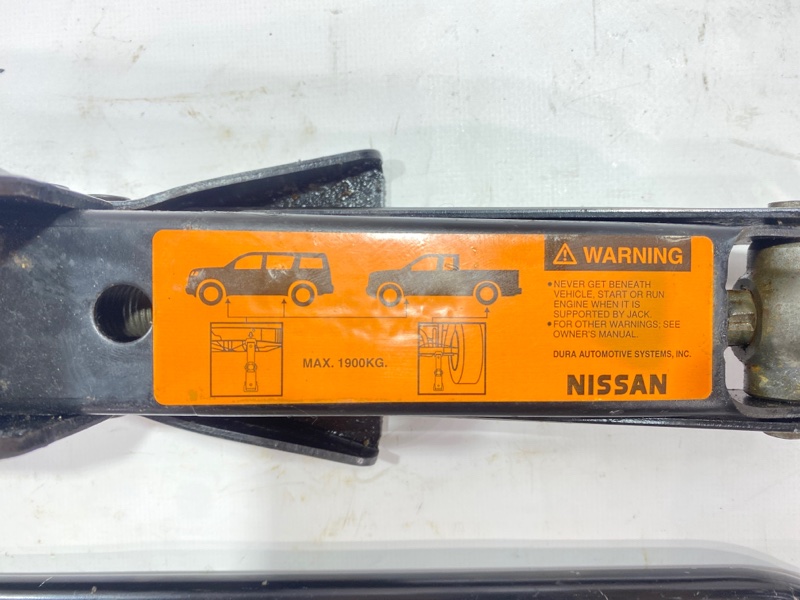 WARNING
•NEVER GET BENEATH
VEHICLE, START OR RUN
ENGINE WHEN IT IS
SUPPORTED BY JACK.
•FOR OTHER WARNINGS; SEE
OWNER'S MANUAL.
DURA AUTOMOTIVE SYSTEMS, INC.
MAX. 1900KG.
NISSAN